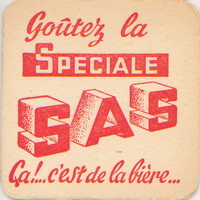 Goûtez la
SPECIALE
SAS
Ça!... c'est de la bière...